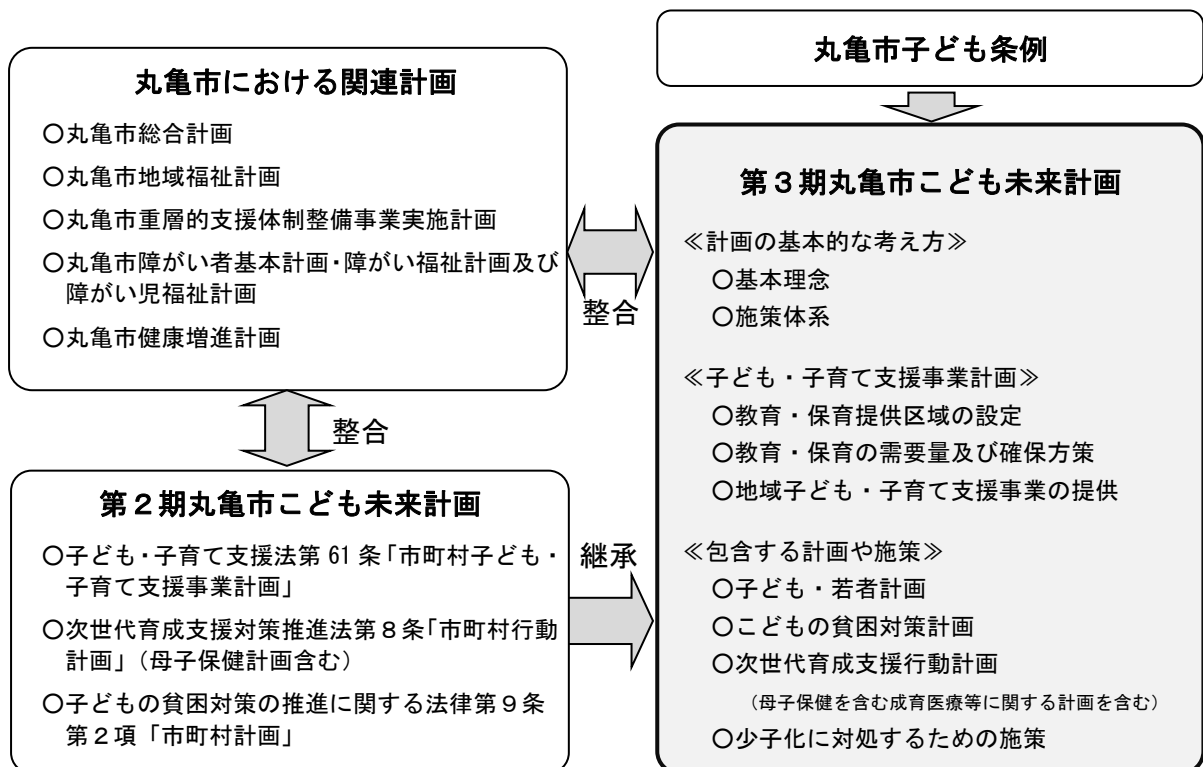 丸亀市子ども条例
丸亀市における関連計画
〇丸亀市総合計画
〇丸亀市地域福祉計画
〇丸亀市重層的支援体制整備事業実施計画
〇丸亀市障がい者基本計画・障がい福祉計画及び
障がい児福祉計画
〇丸亀市健康増進計画
整合
整合
第2期丸亀市こども未来計画
〇子ども・子育て支援法第 61 条「市町村子ども・
子育て支援事業計画」
〇次世代育成支援対策推進法第8条「市町村行動
計画」（母子保健計画含む）
〇子どもの貧困対策の推進に関する法律第9条
第2項「市町村計画」
継承
第3期丸亀市こども未来計画
≪計画の基本的な考え方≫
〇基本理念
〇施策体系
≪子ども・子育て支援事業計画≫
〇教育・保育提供区域の設定
〇教育・保育の需要量及び確保方策
〇地域子ども・子育て支援事業の提供
≪包含する計画や施策≫
〇子ども・若者計画
〇こどもの貧困対策計画
〇次世代育成支援行動計画
（母子保健を含む成育医療等に関する計画を含む）
〇少子化に対処するための施策